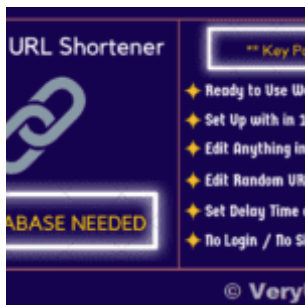 URL Shortener
ABASE NEEDED
** Key Po
Ready to Use W
Set Up with in 1
Edit Anything in
Edit Random UR
Set Delay Time
No Login / No S
© Very